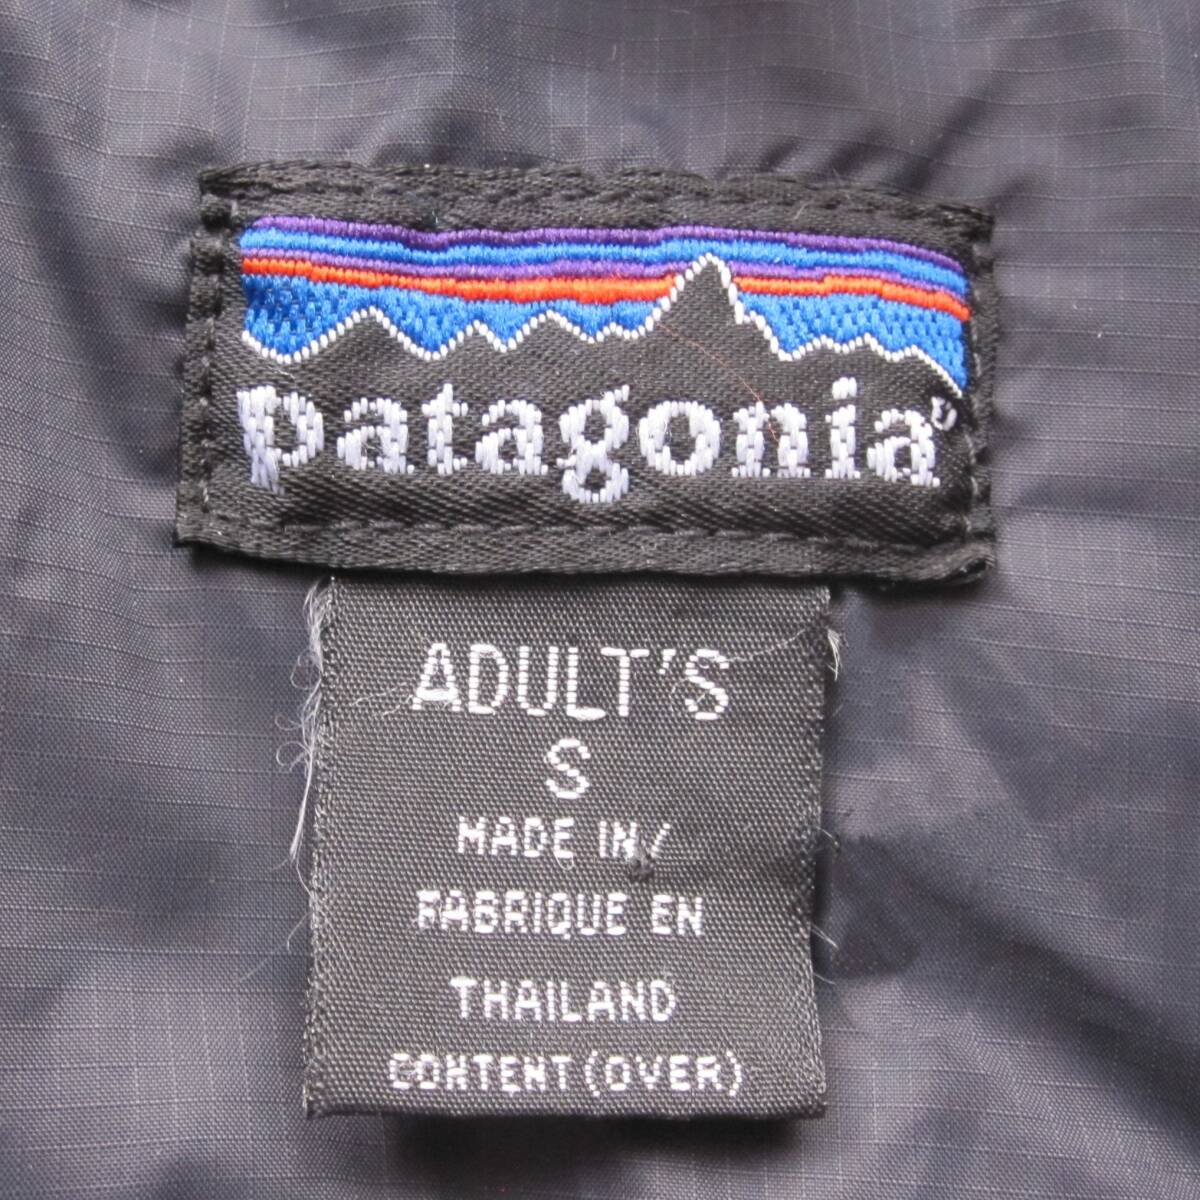 patagonia®
ADULT'S
S
MADE IN/
FABRIQUE EN
THAILAND
CONTENT (OVER)